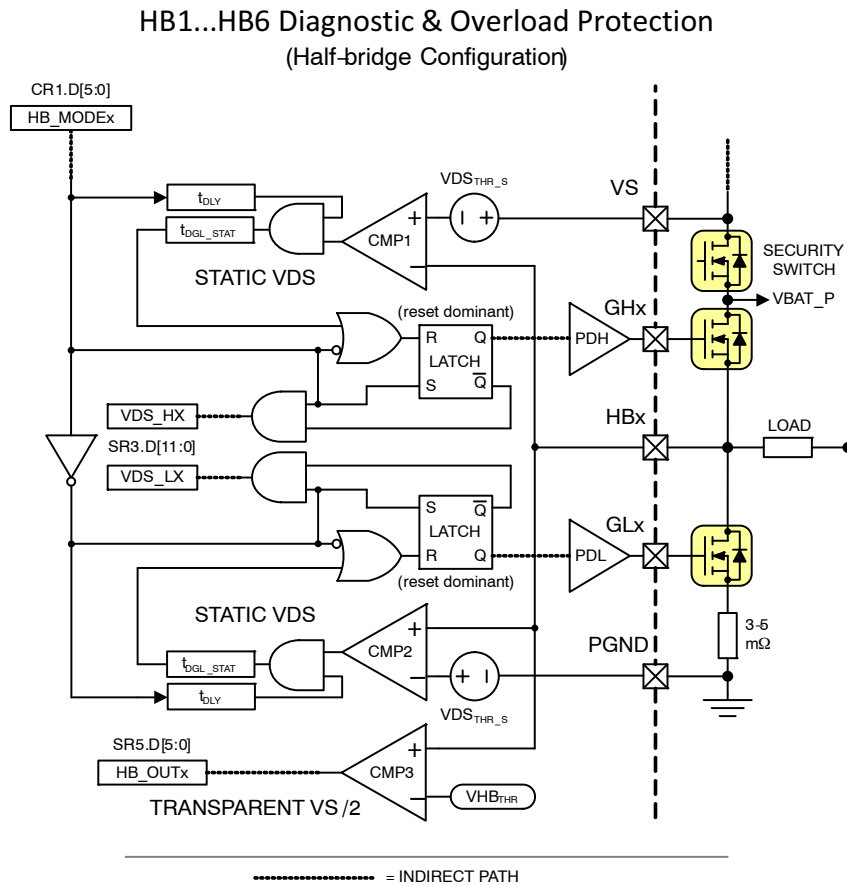 HB1...HB6 Diagnostic & Overload Protection
(Half-bridge Configuration)
CR1.D[5:0]
HB_MODEx
tDLY
tDGL_STAT
STATIC VDS
CMP1
+
−
VDSTHR_S
− +
VS
SECURITY
SWITCH
VBAT_P
(reset dominant)
R Q
LATCH
S Q
PDH
GHx
VDS_HX
SR3.D[11:0]
VDS_LX
HBx
LOAD
S Q
LATCH
R Q
(reset dominant)
PDL
GLx
STATIC VDS
tDGL_STAT
tDLY
CMP2
+
−
+ −
VDSTHR_S
PGND
3-5
mΩ
SR5.D[5:0]
HB_OUTx
CMP3
+
−
VHBTHR
TRANSPARENT VS/2
= INDIRECT PATH